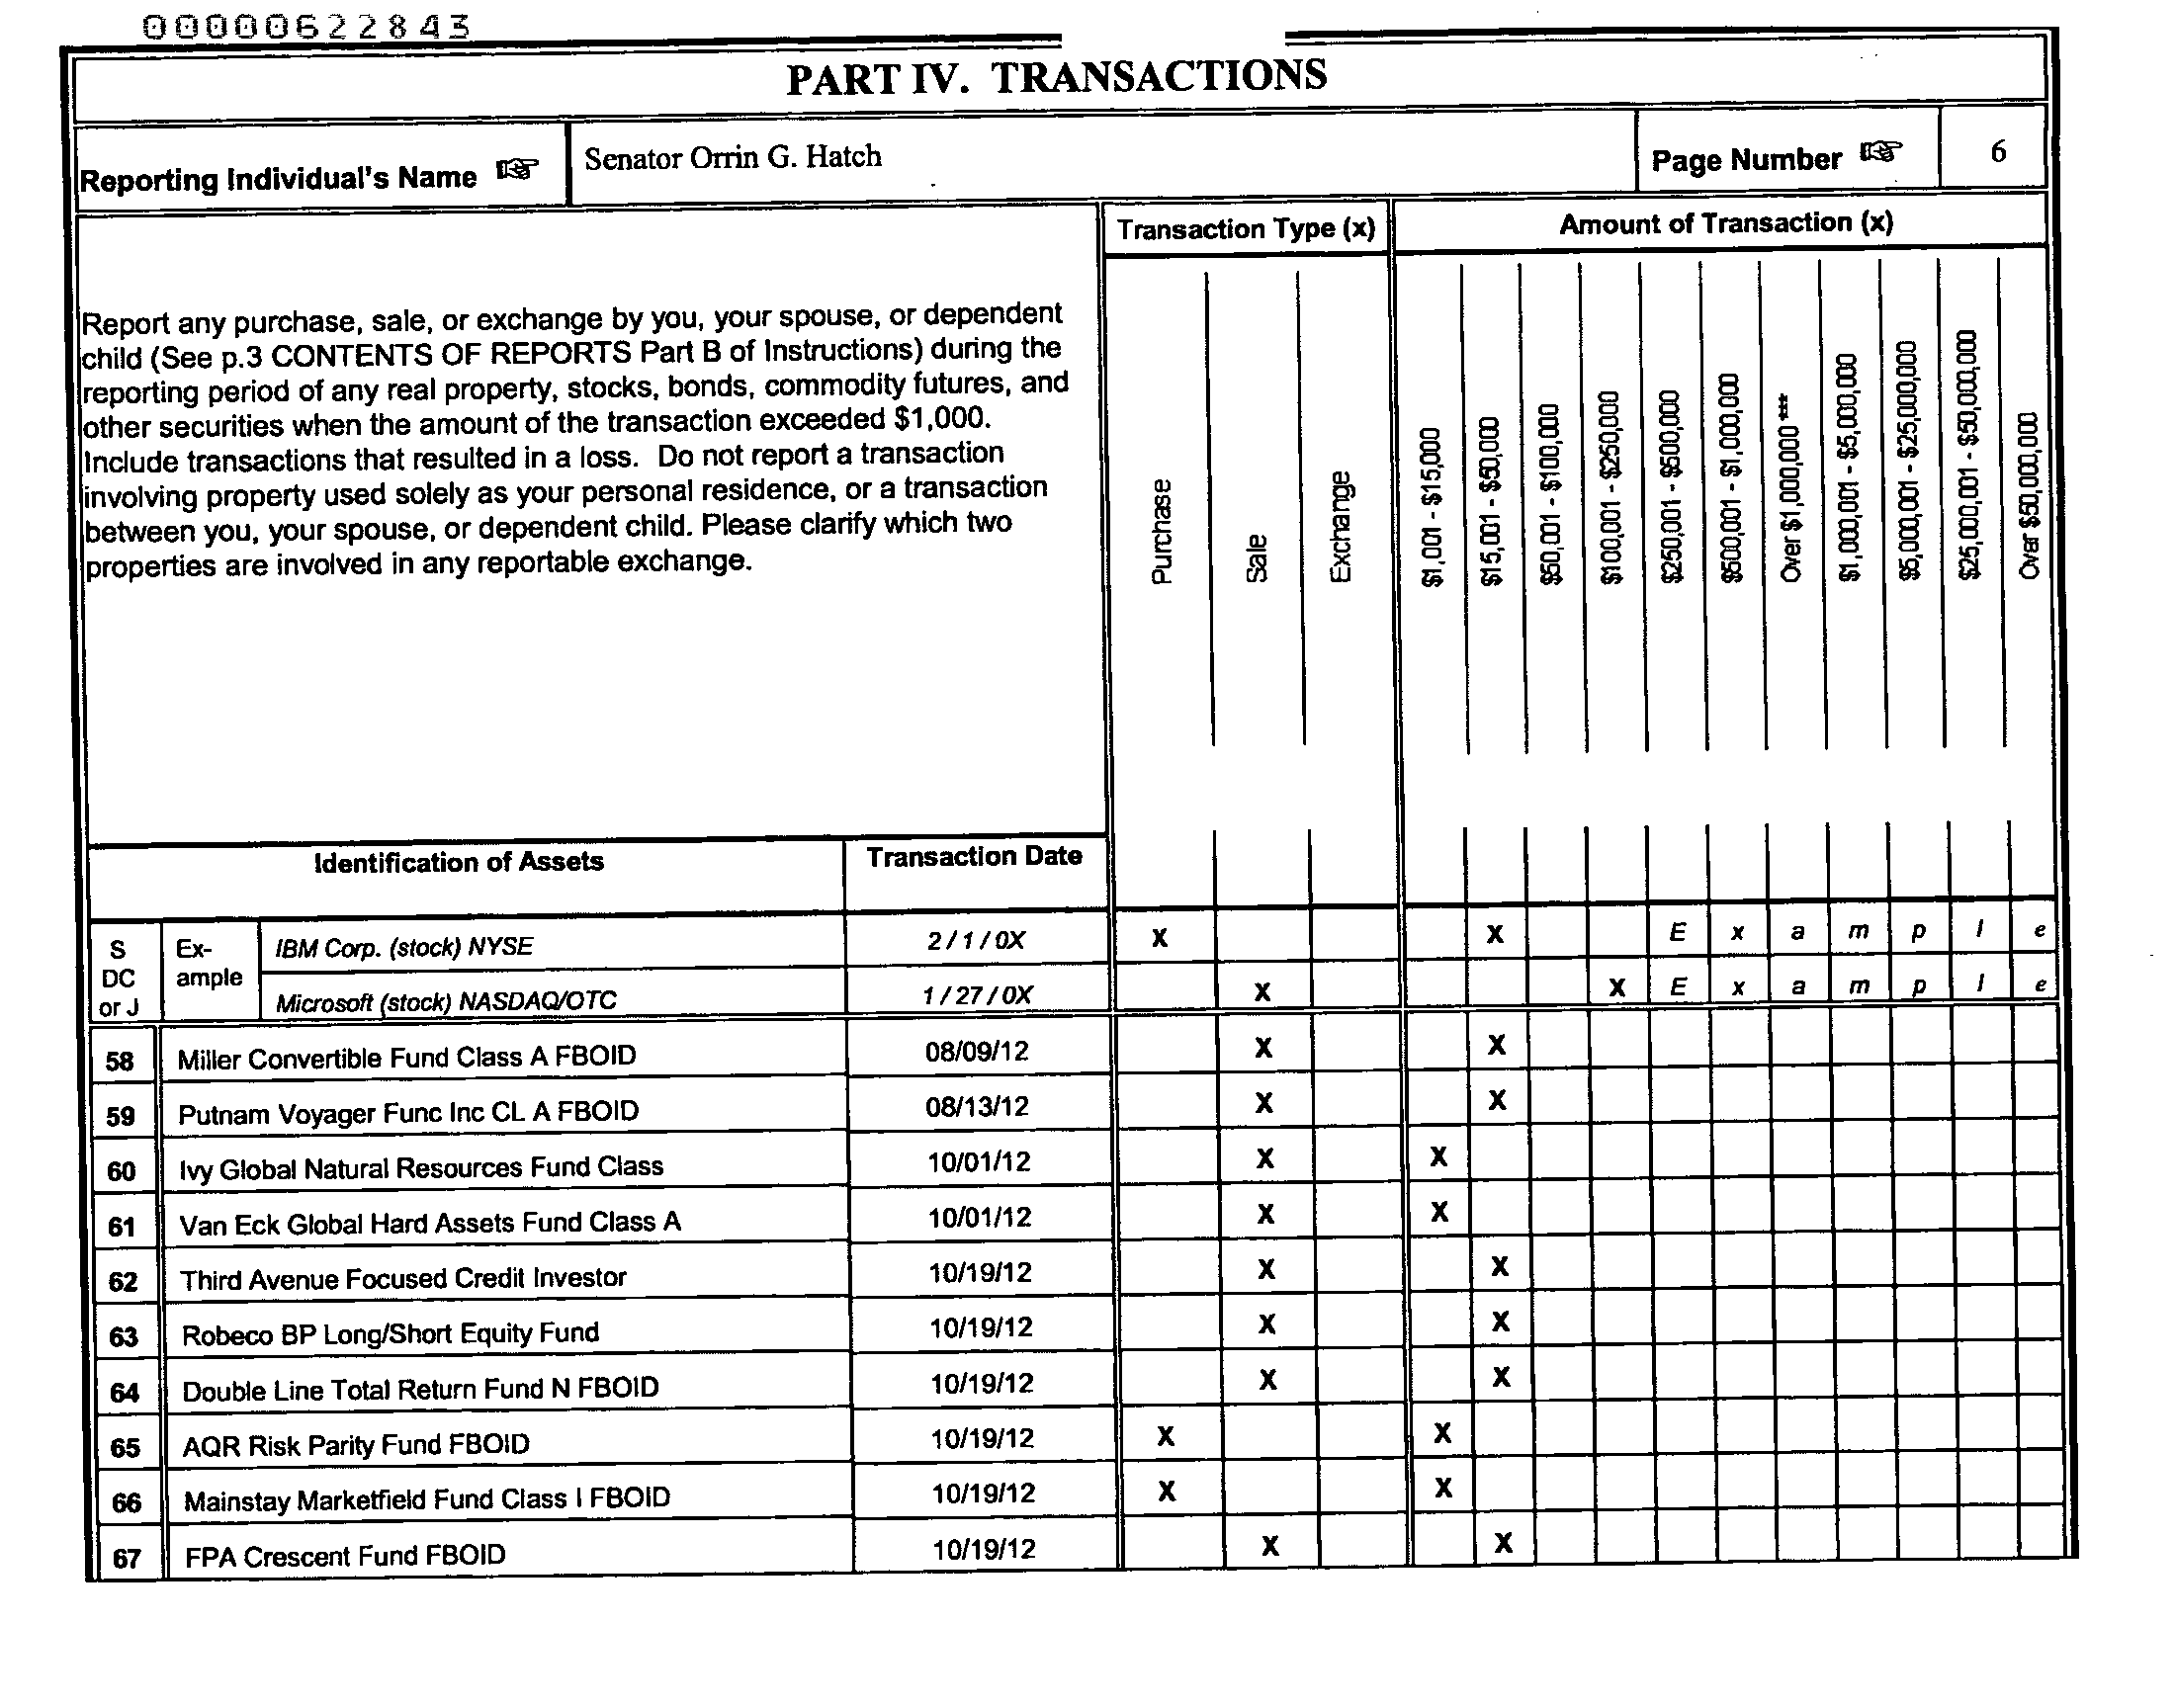 00000622843
PART IV. TRANSACTIONS
Reporting Individual's Name ☞ Senator Orrin G. Hatch Page Number ☞ 6
Transaction Type (x) Amount of Transaction (x)
Report any purchase, sale, or exchange by you, your spouse, or dependent
child (See p.3 CONTENTS OF REPORTS Part B of Instructions) during the
reporting period of any real property, stocks, bonds, commodity futures, and
other securities when the amount of the transaction exceeded $1,000.
Include transactions that resulted in a loss. Do not report a transaction
involving property used solely as your personal residence, or a transaction
between you, your spouse, or dependent child. Please clarify which two
properties are involved in any reportable exchange.
Purchase
Sale
Exchange
$1,001 - $15,000
$15,001 - $50,000
$50,001 - $100,000
$100,001 - $250,000
$250,001 - $500,000
$500,001 - $1,000,000
Over $1,000,000 ***
$1,000,001 - $5,000,000
$5,000,001 - $25,000,000
$25,000,001 - $50,000,000
Over $50,000,000
Identification of Assets Transaction Date
S
DC
or J
Ex-
ample
IBM Corp. (stock) NYSE 2/1/0X X X E x a m p l e
Microsoft (stock) NASDAQ/OTC 1/27/0X X X E x a m p l e
58 Miller Convertible Fund Class A FBOID 08/09/12 X X
59 Putnam Voyager Func Inc CL A FBOID 08/13/12 X X
60 Ivy Global Natural Resources Fund Class 10/01/12 X X
61 Van Eck Global Hard Assets Fund Class A 10/01/12 X X
62 Third Avenue Focused Credit Investor 10/19/12 X X
63 Robeco BP Long/Short Equity Fund 10/19/12 X X
64 Double Line Total Return Fund N FBOID 10/19/12 X X
65 AQR Risk Parity Fund FBOID 10/19/12 X X
66 Mainstay Marketfield Fund Class I FBOID 10/19/12 X X
67 FPA Crescent Fund FBOID 10/19/12 X X